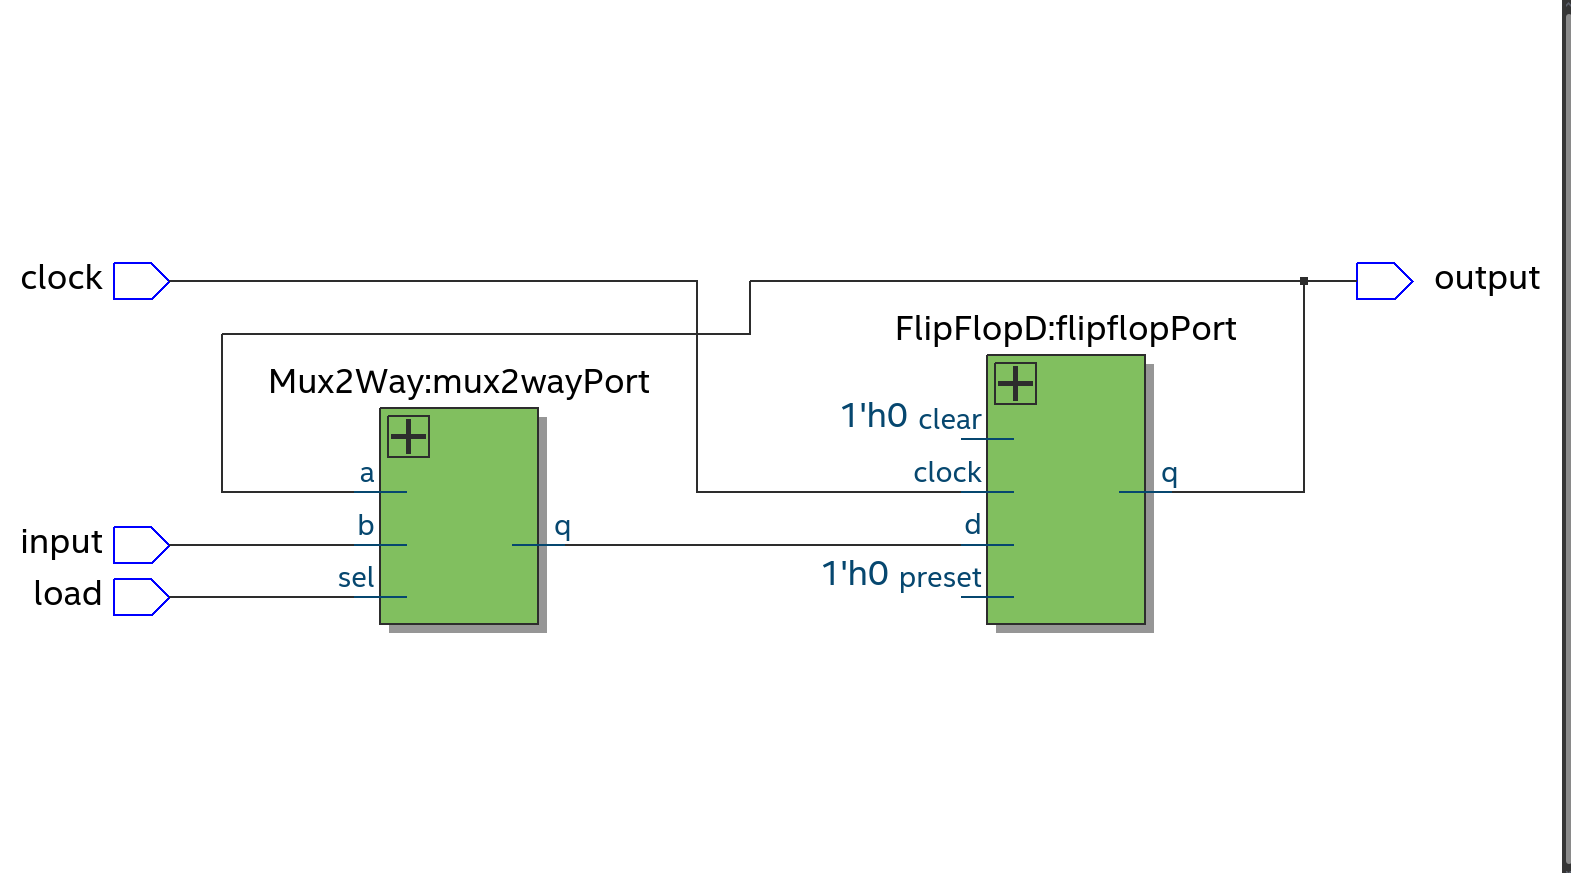 clock
output
FlipFlopD:flipflopPort
Mux2Way:mux2wayPort
1'h0 clear
a
clock
q
input
b
q
d
load
sel
1'h0 preset